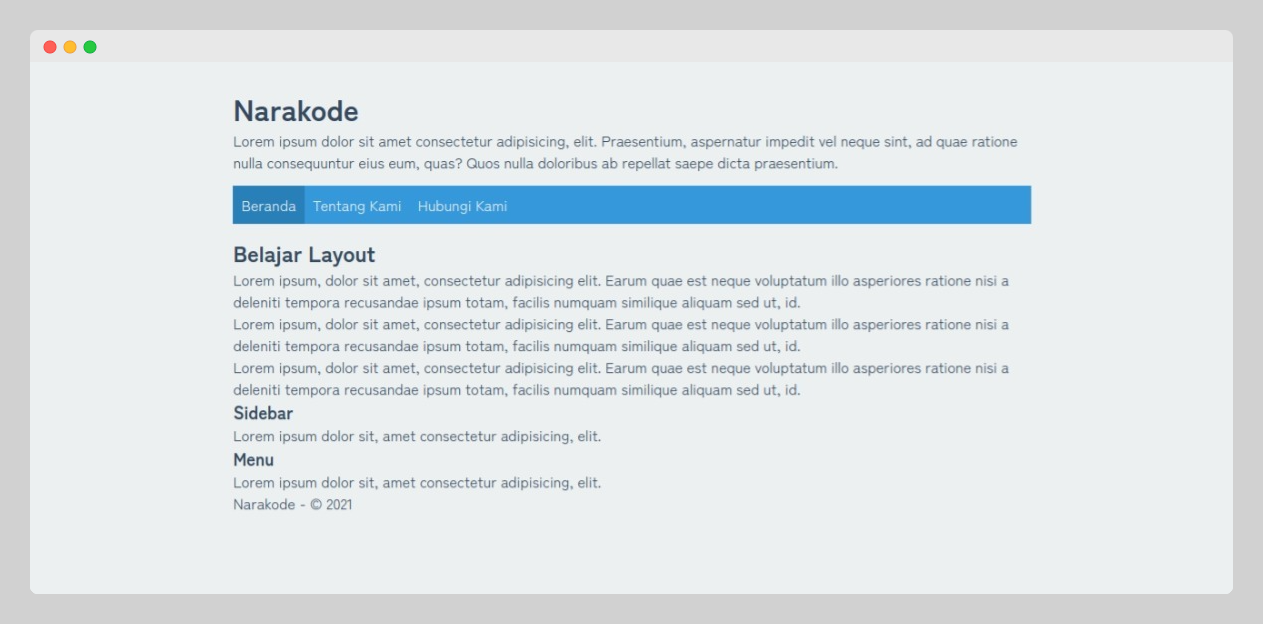 Narakode
Lorem ipsum dolor sit amet consectetur adipisicing, elit. Praesentium, aspernatur impedit vel neque sint, ad quae ratione
nulla consequuntur eius eum, quas? Quos nulla doloribus ab repellat saepe dicta praesentium.
Beranda Tentang Kami Hubungi Kami
Belajar Layout
Lorem ipsum, dolor sit amet, consectetur adipisicing elit. Earum quae est neque voluptatum illo asperiores ratione nisi a
deleniti tempora recusandae ipsum totam, facilis numquam similique aliquam sed ut, id.
Lorem ipsum, dolor sit amet, consectetur adipisicing elit. Earum quae est neque voluptatum illo asperiores ratione nisi a
deleniti tempora recusandae ipsum totam, facilis numquam similique aliquam sed ut, id.
Lorem ipsum, dolor sit amet, consectetur adipisicing elit. Earum quae est neque voluptatum illo asperiores ratione nisi a
deleniti tempora recusandae ipsum totam, facilis numquam similique aliquam sed ut, id.
Sidebar
Lorem ipsum dolor sit, amet consectetur adipisicing, elit.
Menu
Lorem ipsum dolor sit, amet consectetur adipisicing, elit.
Narakode - © 2021